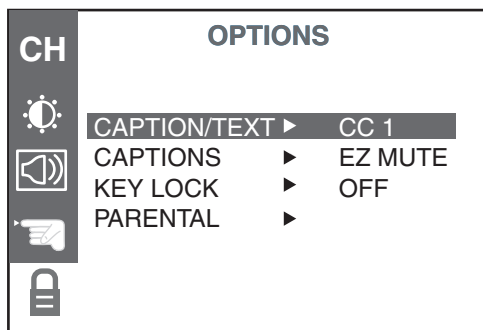 CH
OPTIONS
CAPTION/TEXT ▶ CC 1
CAPTIONS ▶ EZ MUTE
KEY LOCK ▶ OFF
PARENTAL ▶